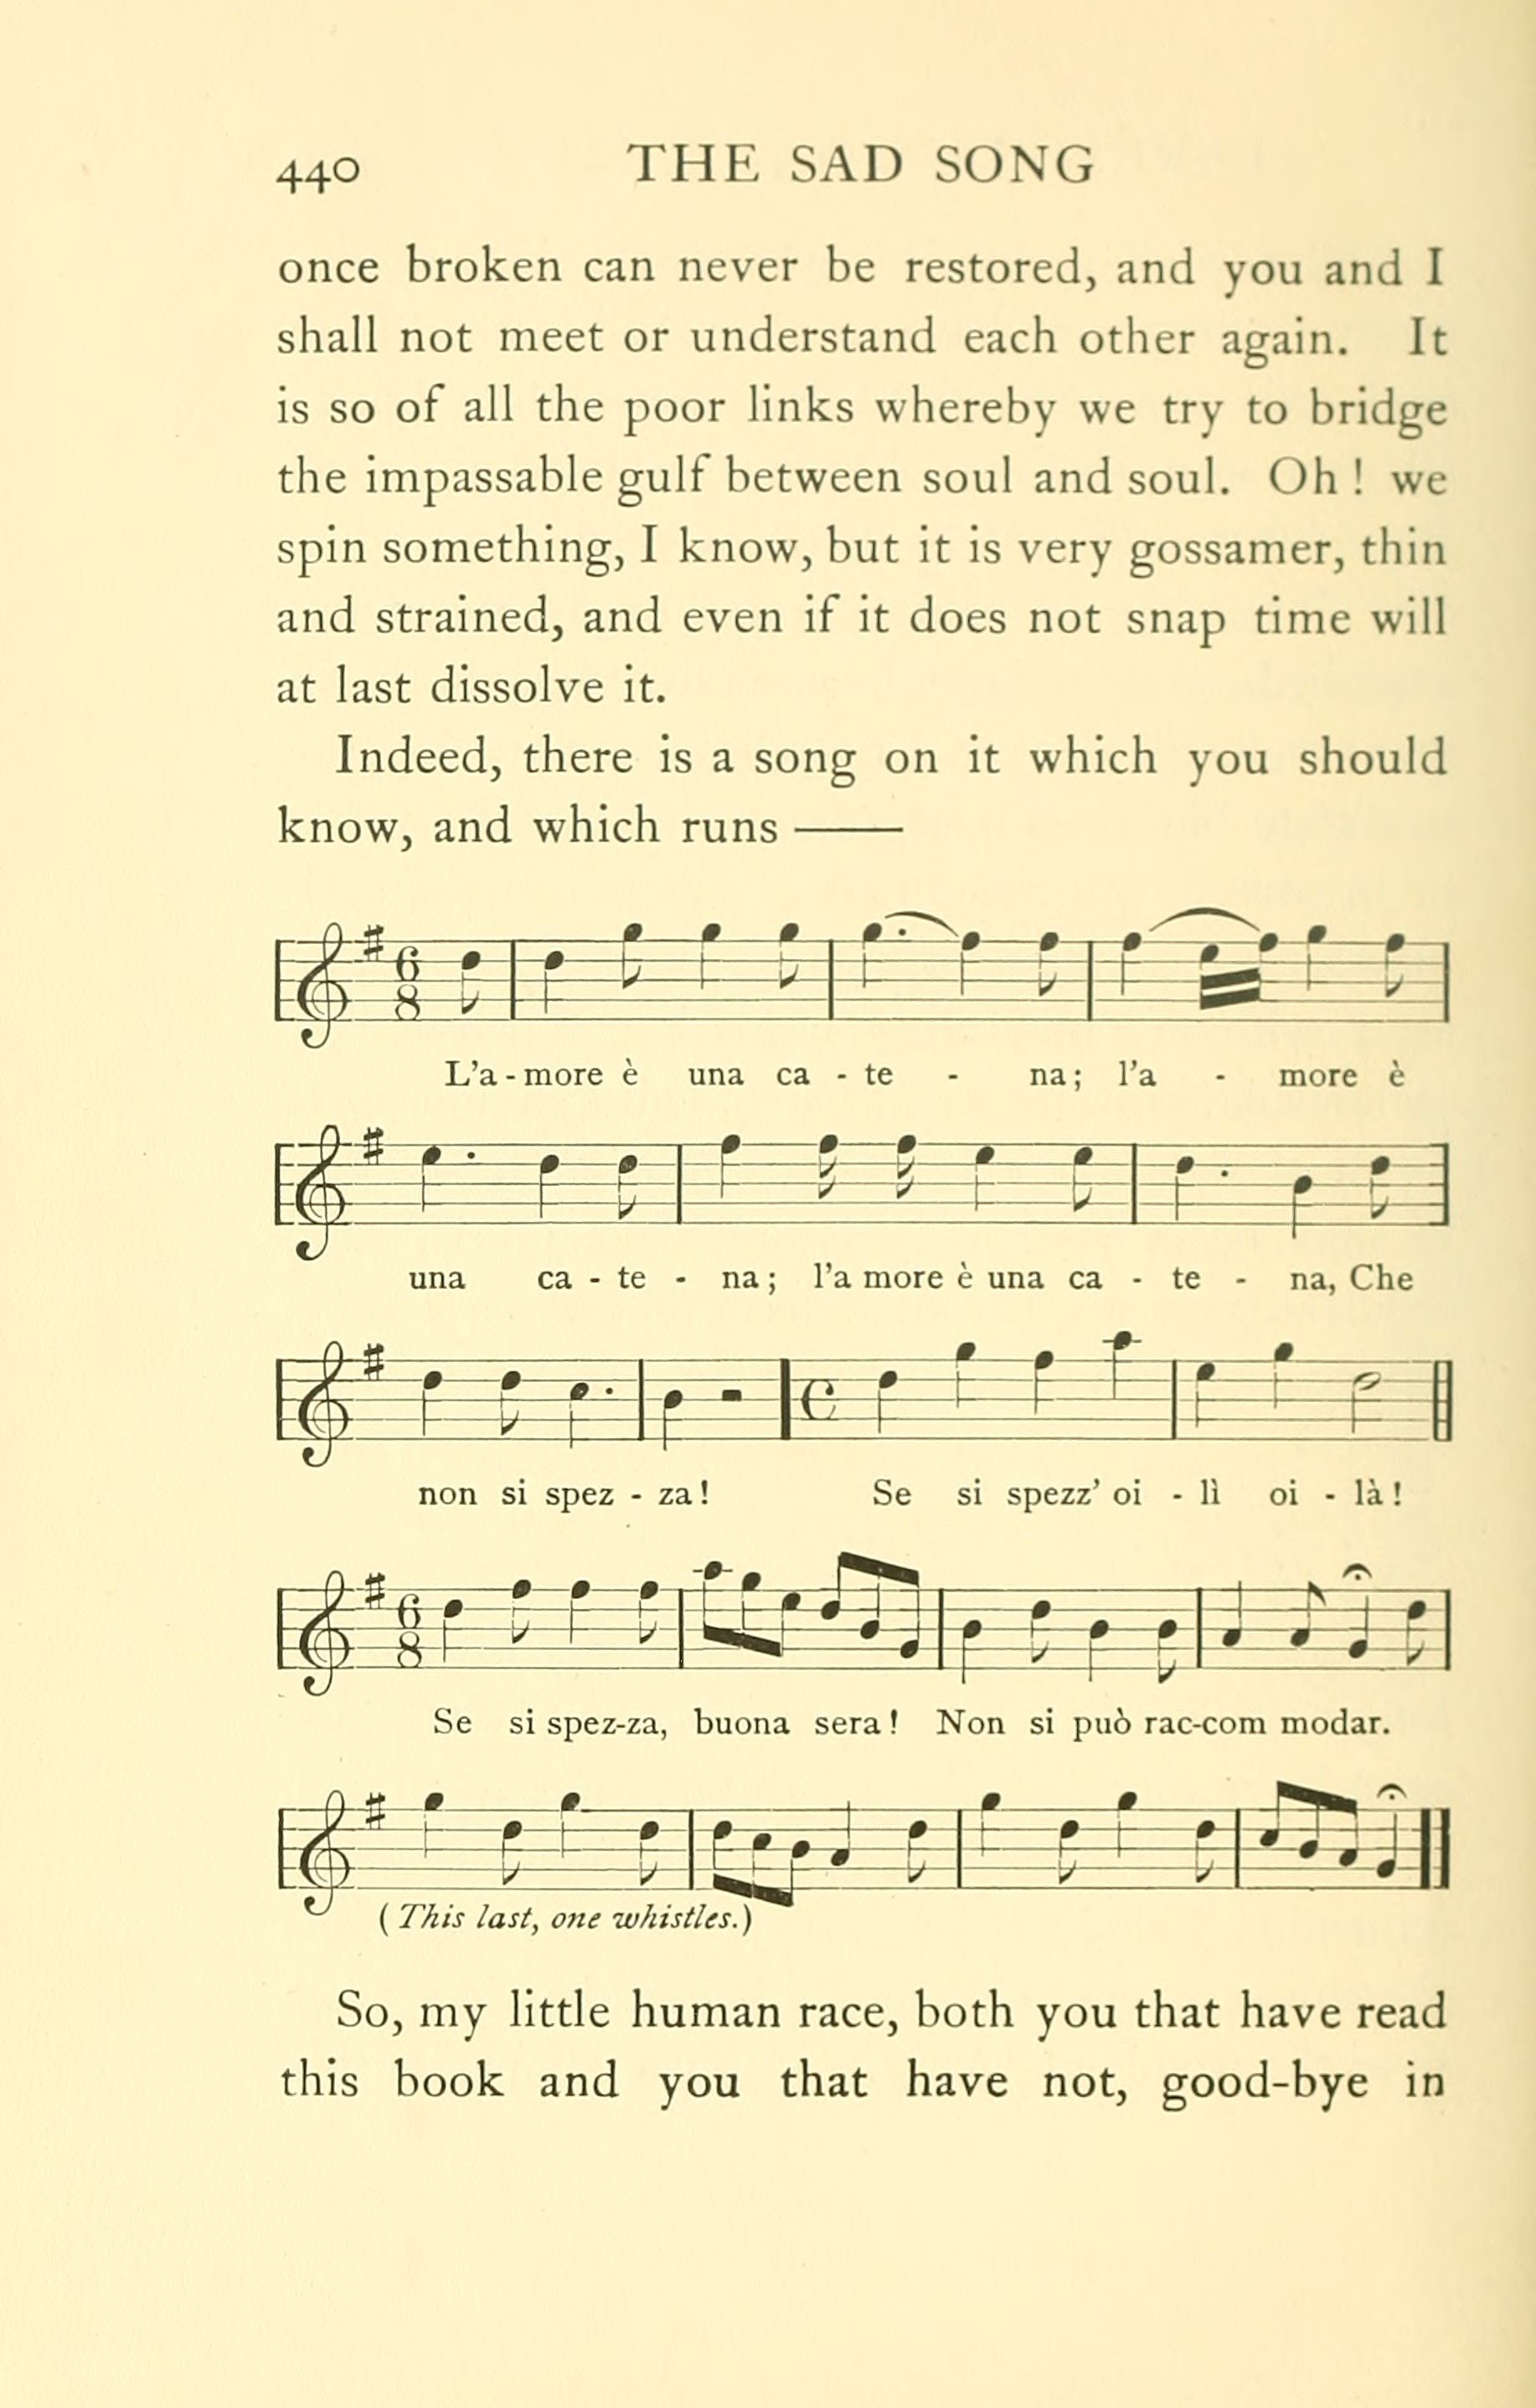 440 THE SAD SONG
once broken can never be restored, and you and I
shall not meet or understand each other again. It
is so of all the poor links whereby we try to bridge
the impassable gulf between soul and soul. Oh! we
spin something, I know, but it is very gossamer, thin
and strained, and even if it does not snap time will
at last dissolve it.
Indeed, there is a song on it which you should
know, and which runs ——
6 8
L'a - more è una ca - te - na; l'a - more è
una ca - te - na; l'a more è una ca - te - na, Che
non si spez - za! Se si spezz' oi - lì oi - là!
6 8
Se si spez-za, buona sera! Non si può rac-com modar.
(This last, one whistles.)
So, my little human race, both you that have read
this book and you that have not, good-bye in